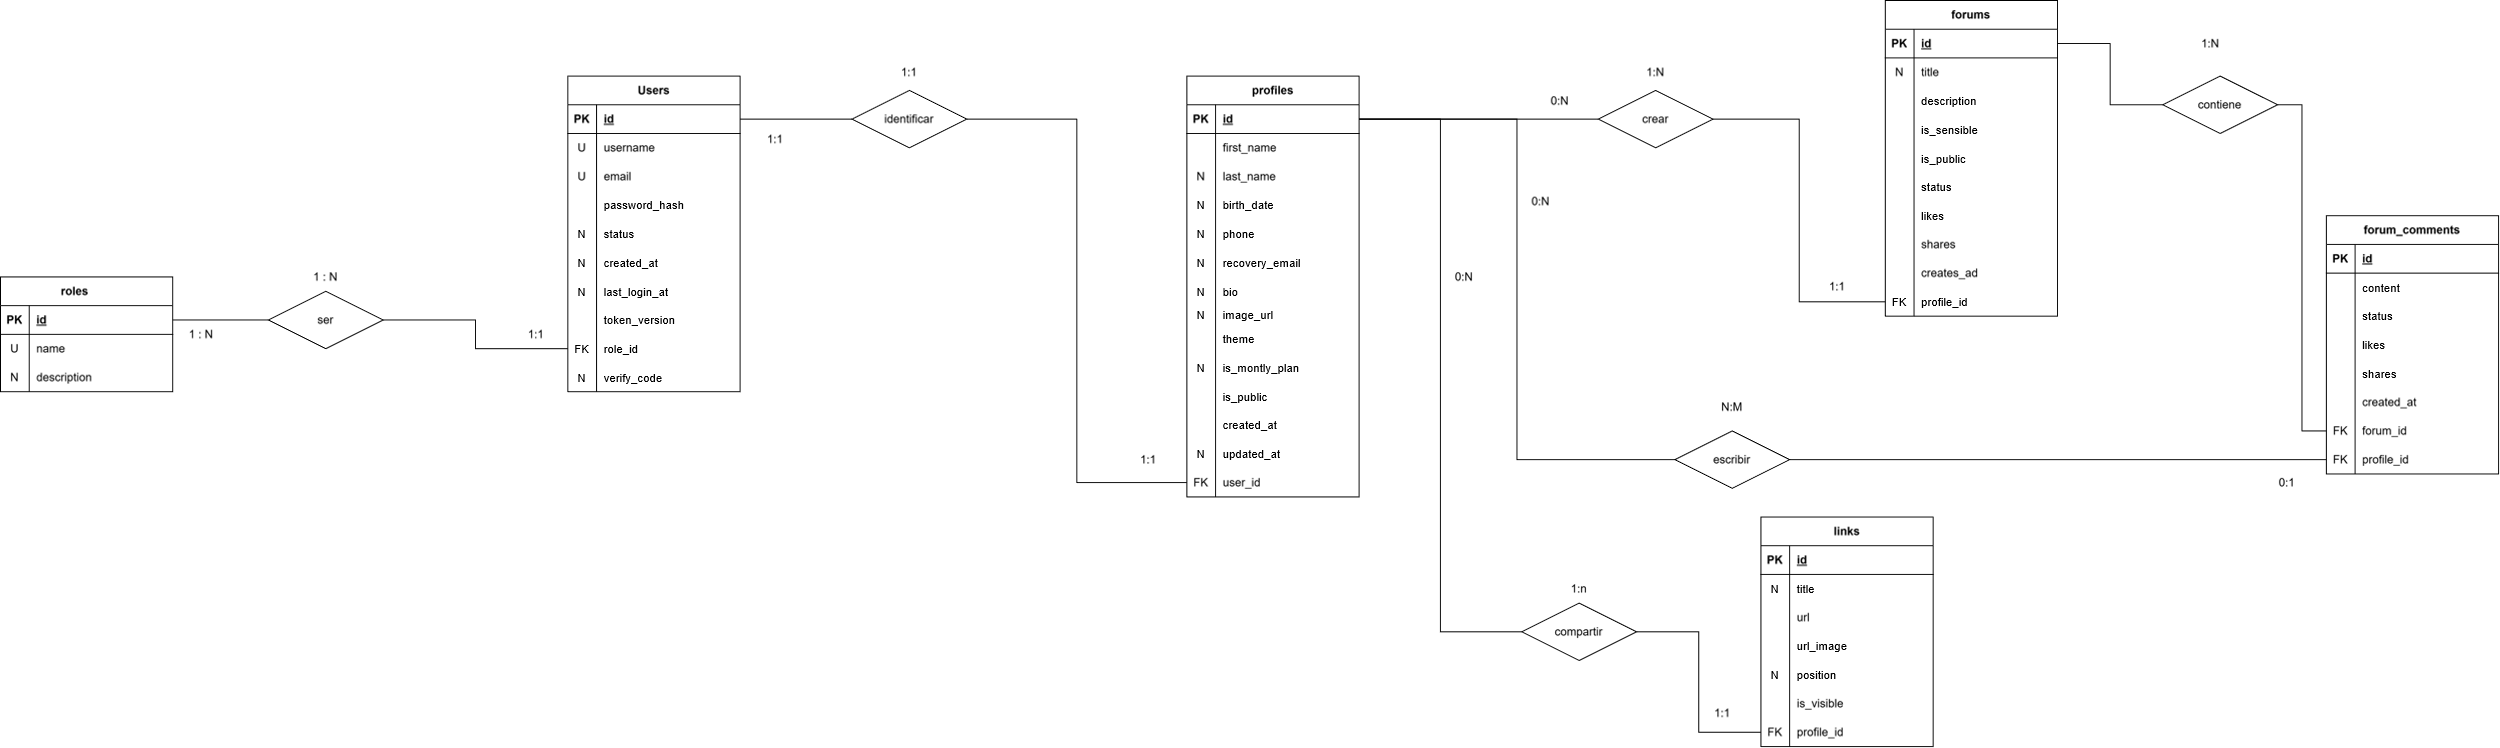 roles
PK id
U name
N description
1 : N
ser
1 : N
1:1
Users
PK id
U username
U email
password_hash
N status
N created_at
N last_login_at
token_version
FK role_id
N verify_code
1:1
identificar
1:1
1:1
profiles
PK id
first_name
N last_name
N birth_date
N phone
N recovery_email
N bio
N image_url
theme
N is_montly_plan
is_public
created_at
N updated_at
FK user_id
1:N
0:N
crear
0:N
0:N
1:1
forums
PK id
N title
description
is_sensible
is_public
status
likes
shares
creates_ad
FK profile_id
1:N
contiene
forum_comments
PK id
content
status
likes
shares
created_at
FK forum_id
FK profile_id
N:M
escribir
0:1
1:n
compartir
1:1
links
PK id
N title
url
url_image
N position
is_visible
FK profile_id